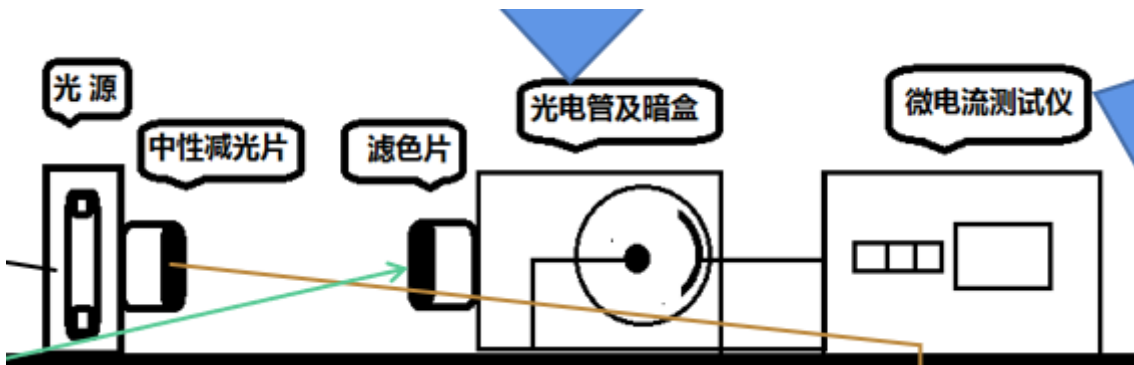 光 源
中性减光片
滤色片
光电管及暗盒
微电流测试仪